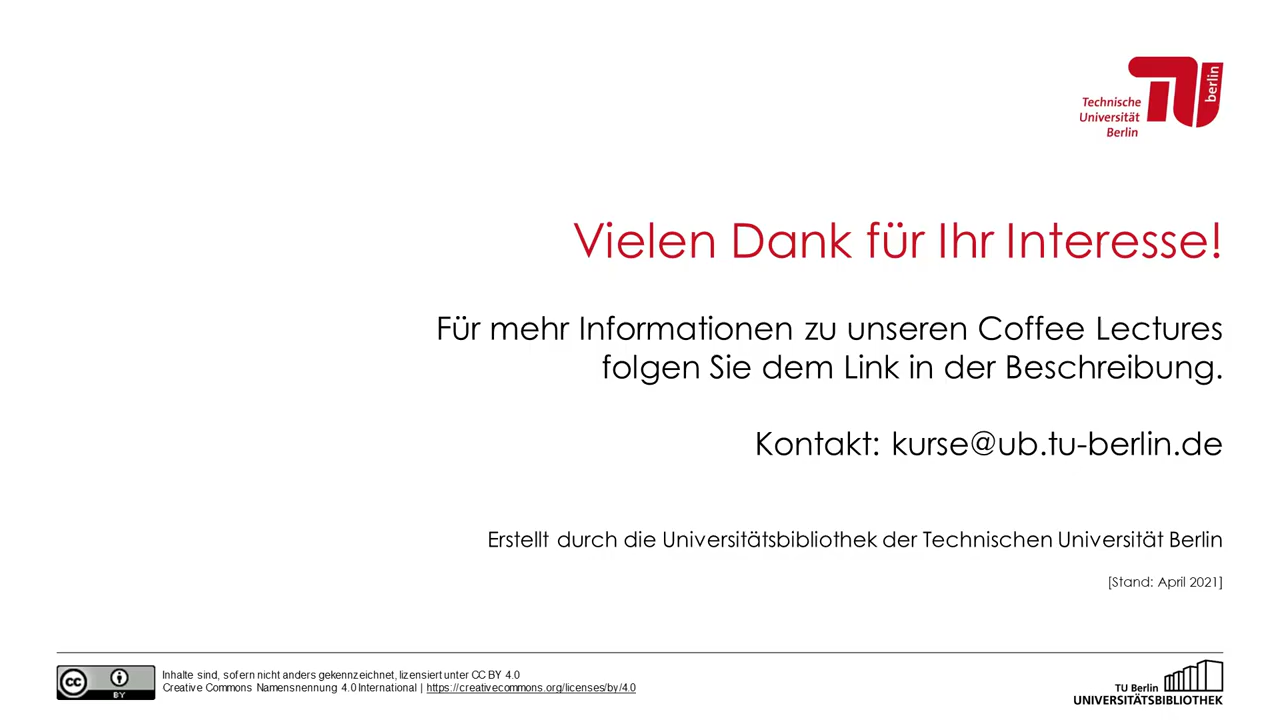 Technische
Universität
Berlin
berlin
Vielen Dank für Ihr Interesse!
Für mehr Informationen zu unseren Coffee Lectures
folgen Sie dem Link in der Beschreibung.
Kontakt: kurse@ub.tu-berlin.de
Erstellt durch die Universitätsbibliothek der Technischen Universität Berlin
[Stand: April 2021]
cc
BY
Inhalte sind, sofern nicht anders gekennzeichnet, lizensiert unter CC BY 4.0
Creative Commons Namensnennung 4.0 International | https://creativecommons.org/licenses/by/4.0
TU Berlin
UNIVERSITÄTSBIBLIOTHEK